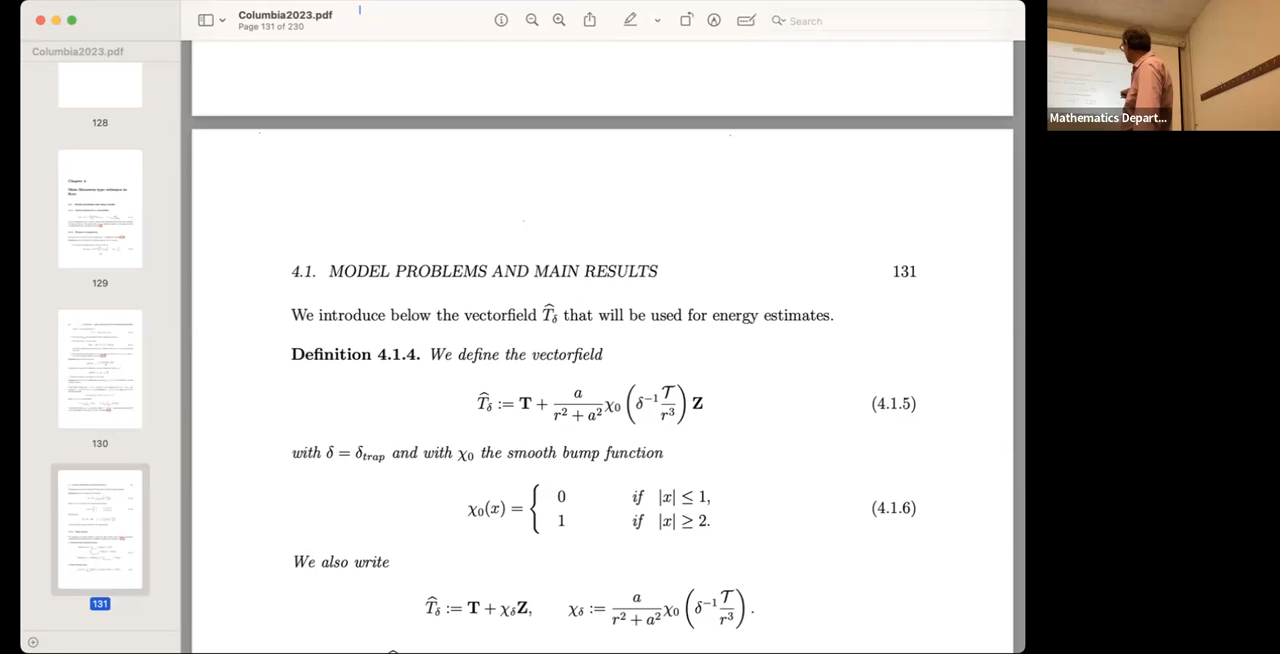 Columbia2023.pdf
Page 131 of 230
Search
Columbia2023.pdf
128
129
130
131
4.1. MODEL PROBLEMS AND MAIN RESULTS 131
We introduce below the vectorfield T̂_δ that will be used for energy estimates.
Definition 4.1.4. We define the vectorfield
T̂_δ := T + a/(r² + a²) χ₀(δ⁻¹ 𝒯/r³) Z (4.1.5)
with δ = δ_trap and with χ₀ the smooth bump function
χ₀(x) = { 0 if |x| ≤ 1,
1 if |x| ≥ 2. (4.1.6)
We also write
T̂_δ := T + χ_δ Z, χ_δ := a/(r² + a²) χ₀(δ⁻¹ 𝒯/r³).
Mathematics Depart...